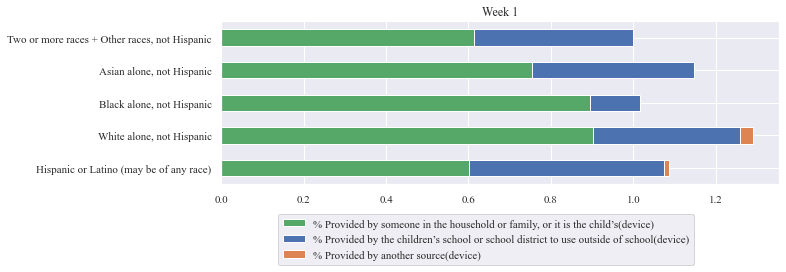 Week 1
Two or more races + Other races, not Hispanic
Asian alone, not Hispanic
Black alone, not Hispanic
White alone, not Hispanic
Hispanic or Latino (may be of any race)
0.0 0.2 0.4 0.6 0.8 1.0 1.2
% Provided by someone in the household or family, or it is the child’s(device)
% Provided by the children’s school or school district to use outside of school(device)
% Provided by another source(device)